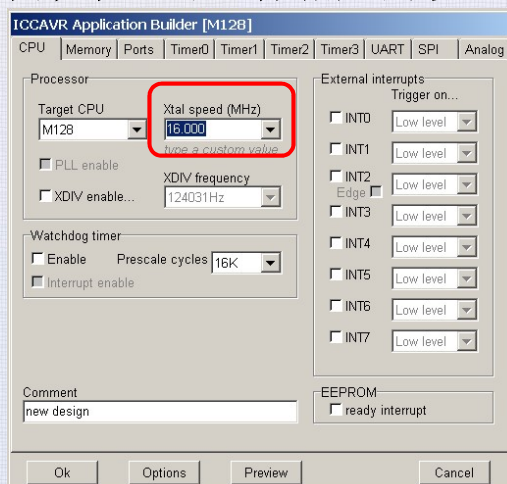 ICCAVR Application Builder [M128]
CPU Memory Ports Timer0 Timer1 Timer2 Timer3 UART SPI Analog
Processor
Target CPU
M128
Xtal speed (MHz)
16.000
type a custom value
PLL enable
XDIV enable...
XDIV frequency
124031Hz
Watchdog timer
Enable
Prescale cycles
16K
Interrupt enable
External interrupts
Trigger on...
INT0 Low level
INT1 Low level
INT2 Low level
Edge
INT3 Low level
INT4 Low level
INT5 Low level
INT6 Low level
INT7 Low level
Comment
new design
EEPROM
ready interrupt
Ok Options Preview Cancel